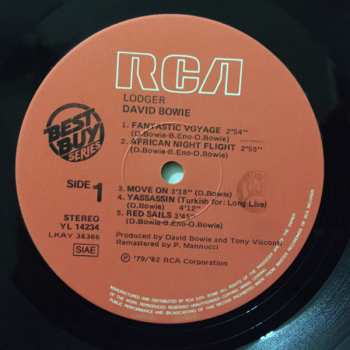 RCA
LODGER
DAVID BOWIE
BEST
BUY
SERIES
1. FANTASTIC VOYAGE 2'54"
(D.Bowie-B.Eno-D.Bowie)
2. AFRICAN NIGHT FLIGHT 2'50"
(D.Bowie-B.Eno-D.Bowie)
SIDE 1
3. MOVE ON 3'18" (D.Bowie)
4. YASSASSIN (Turkish for: Long Live)
(D.Bowie) 4'12"
5. RED SAILS 3'41"
(D.Bowie-B.Eno-D.Bowie)
STEREO
YL 14234
LKAY 38366
SIAE
Produced by David Bowie and Tony Visconti
Remastered by P. Mannucci
℗ '79/'82 RCA Corporation